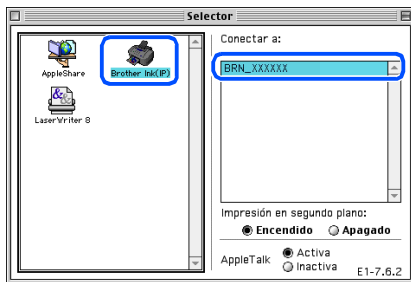 Selector
AppleShare
Brother Ink(IP)
LaserWriter 8
Conectar a:
BRN_XXXXXX
Impresión en segundo plano:
Encendido Apagado
AppleTalk
Activa
Inactiva
E1-7.6.2